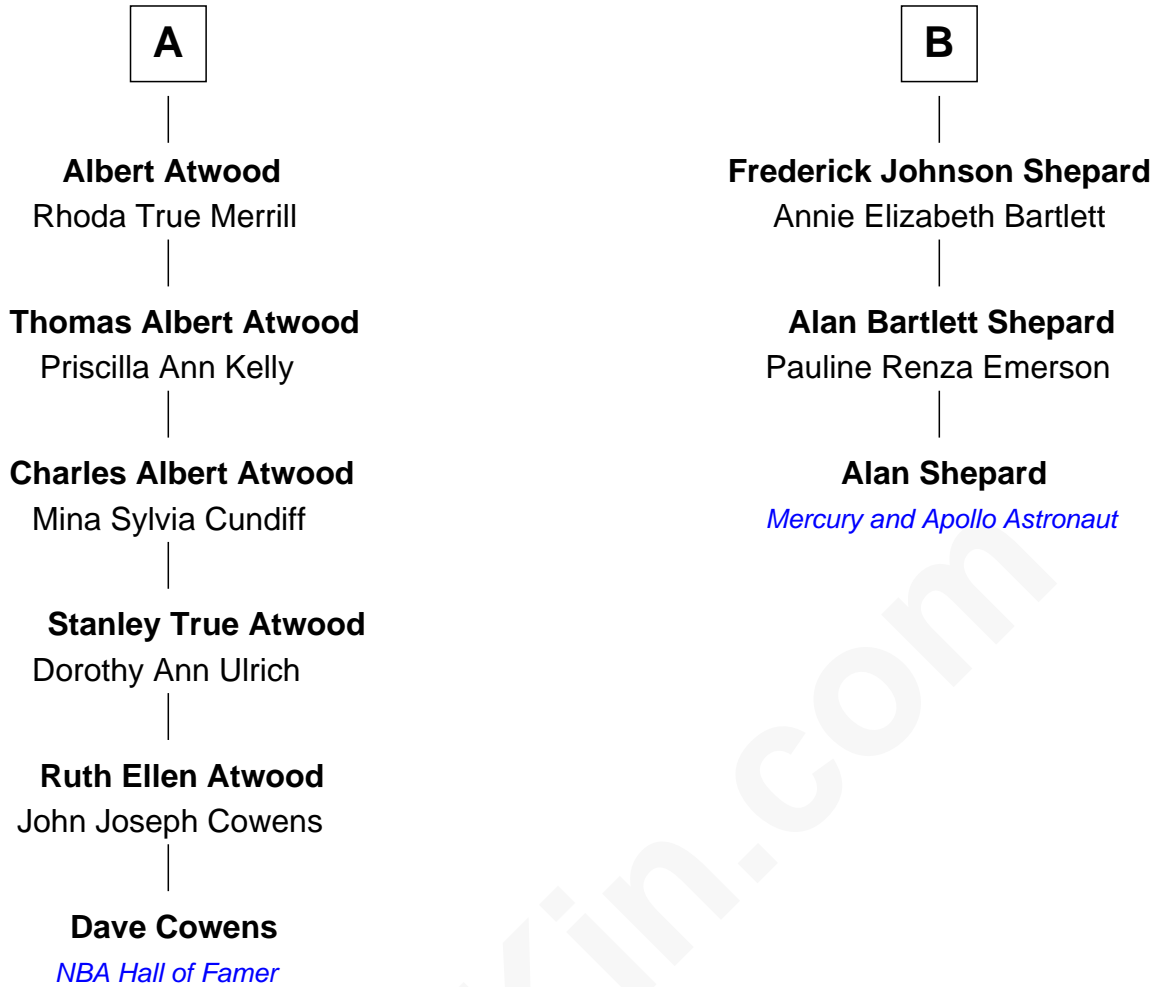 A
Albert Atwood
Rhoda True Merrill
Thomas Albert Atwood
Priscilla Ann Kelly
Charles Albert Atwood
Mina Sylvia Cundiff
Stanley True Atwood
Dorothy Ann Ulrich
Ruth Ellen Atwood
John Joseph Cowens
Dave Cowens
NBA Hall of Famer
B
Frederick Johnson Shepard
Annie Elizabeth Bartlett
Alan Bartlett Shepard
Pauline Renza Emerson
Alan Shepard
Mercury and Apollo Astronaut
Kin.com